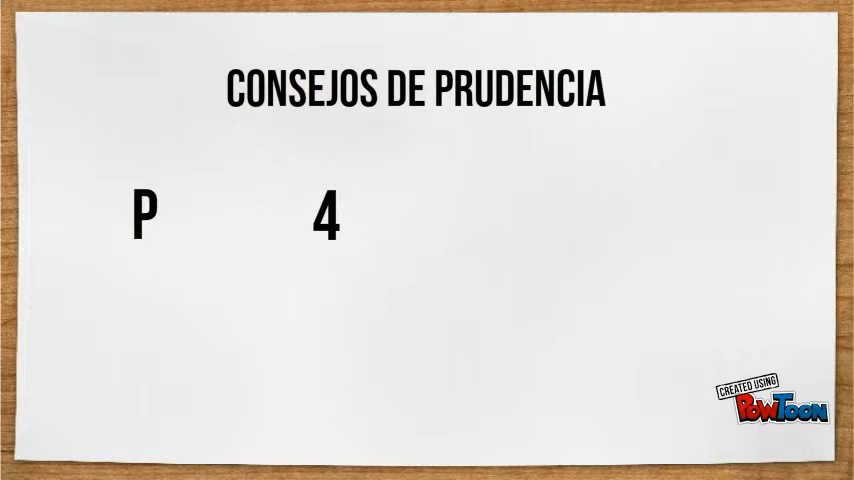 CONSEJOS DE PRUDENCIA
P 4
CREATED USING
POWTOON